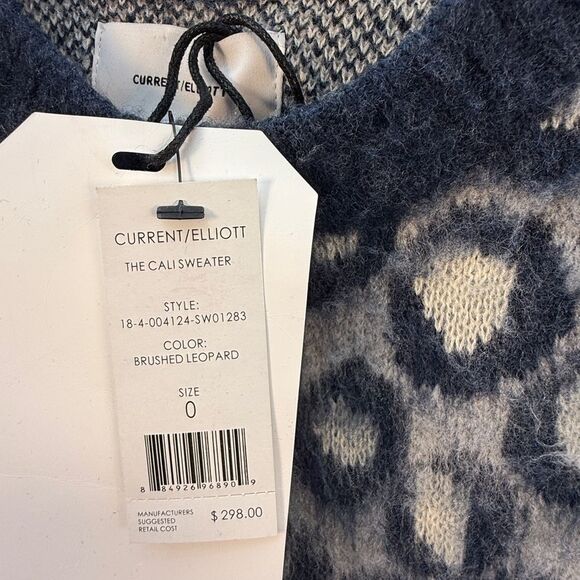 CURRENT/ELLIOTT
CURRENT/ELLIOTT
THE CALI SWEATER
STYLE:
18-4-004124-SW01283
COLOR:
BRUSHED LEOPARD
SIZE
0
8 84926 96890 9
MANUFACTURERS
SUGGESTED
RETAIL COST
$ 298.00